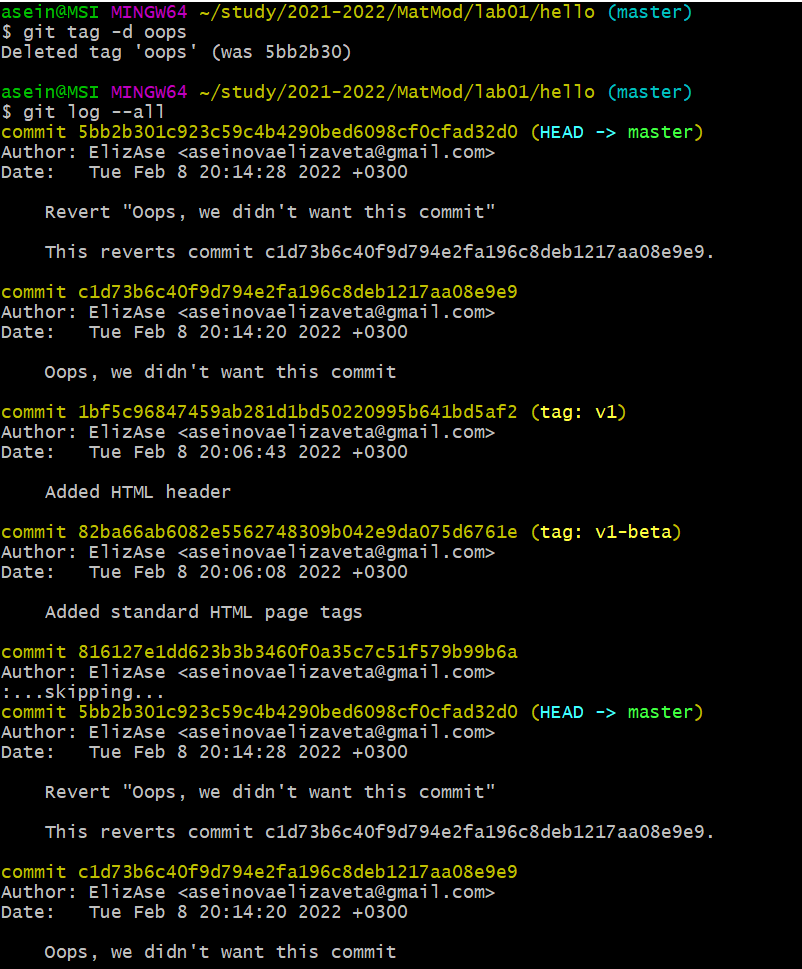 asein@MSI MINGW64 ~/study/2021-2022/MatMod/lab01/hello (master)
$ git tag -d oops
Deleted tag 'oops' (was 5bb2b30)
asein@MSI MINGW64 ~/study/2021-2022/MatMod/lab01/hello (master)
$ git log --all
commit 5bb2b301c923c59c4b4290bed6098cf0cfad32d0 (HEAD -> master)
Author: ElizAse <aseinovaelizaveta@gmail.com>
Date:   Tue Feb 8 20:14:28 2022 +0300
    Revert "Oops, we didn't want this commit"
    This reverts commit c1d73b6c40f9d794e2fa196c8deb1217aa08e9e9.
commit c1d73b6c40f9d794e2fa196c8deb1217aa08e9e9
Author: ElizAse <aseinovaelizaveta@gmail.com>
Date:   Tue Feb 8 20:14:20 2022 +0300
    Oops, we didn't want this commit
commit 1bf5c96847459ab281d1bd50220995b641bd5af2 (tag: v1)
Author: ElizAse <aseinovaelizaveta@gmail.com>
Date:   Tue Feb 8 20:06:43 2022 +0300
    Added HTML header
commit 82ba66ab6082e5562748309b042e9da075d6761e (tag: v1-beta)
Author: ElizAse <aseinovaelizaveta@gmail.com>
Date:   Tue Feb 8 20:06:08 2022 +0300
    Added standard HTML page tags
commit 816127e1dd623b3b3460f0a35c7c51f579b99b6a
Author: ElizAse <aseinovaelizaveta@gmail.com>
:...skipping...
commit 5bb2b301c923c59c4b4290bed6098cf0cfad32d0 (HEAD -> master)
Author: ElizAse <aseinovaelizaveta@gmail.com>
Date:   Tue Feb 8 20:14:28 2022 +0300
    Revert "Oops, we didn't want this commit"
    This reverts commit c1d73b6c40f9d794e2fa196c8deb1217aa08e9e9.
commit c1d73b6c40f9d794e2fa196c8deb1217aa08e9e9
Author: ElizAse <aseinovaelizaveta@gmail.com>
Date:   Tue Feb 8 20:14:20 2022 +0300
    Oops, we didn't want this commit